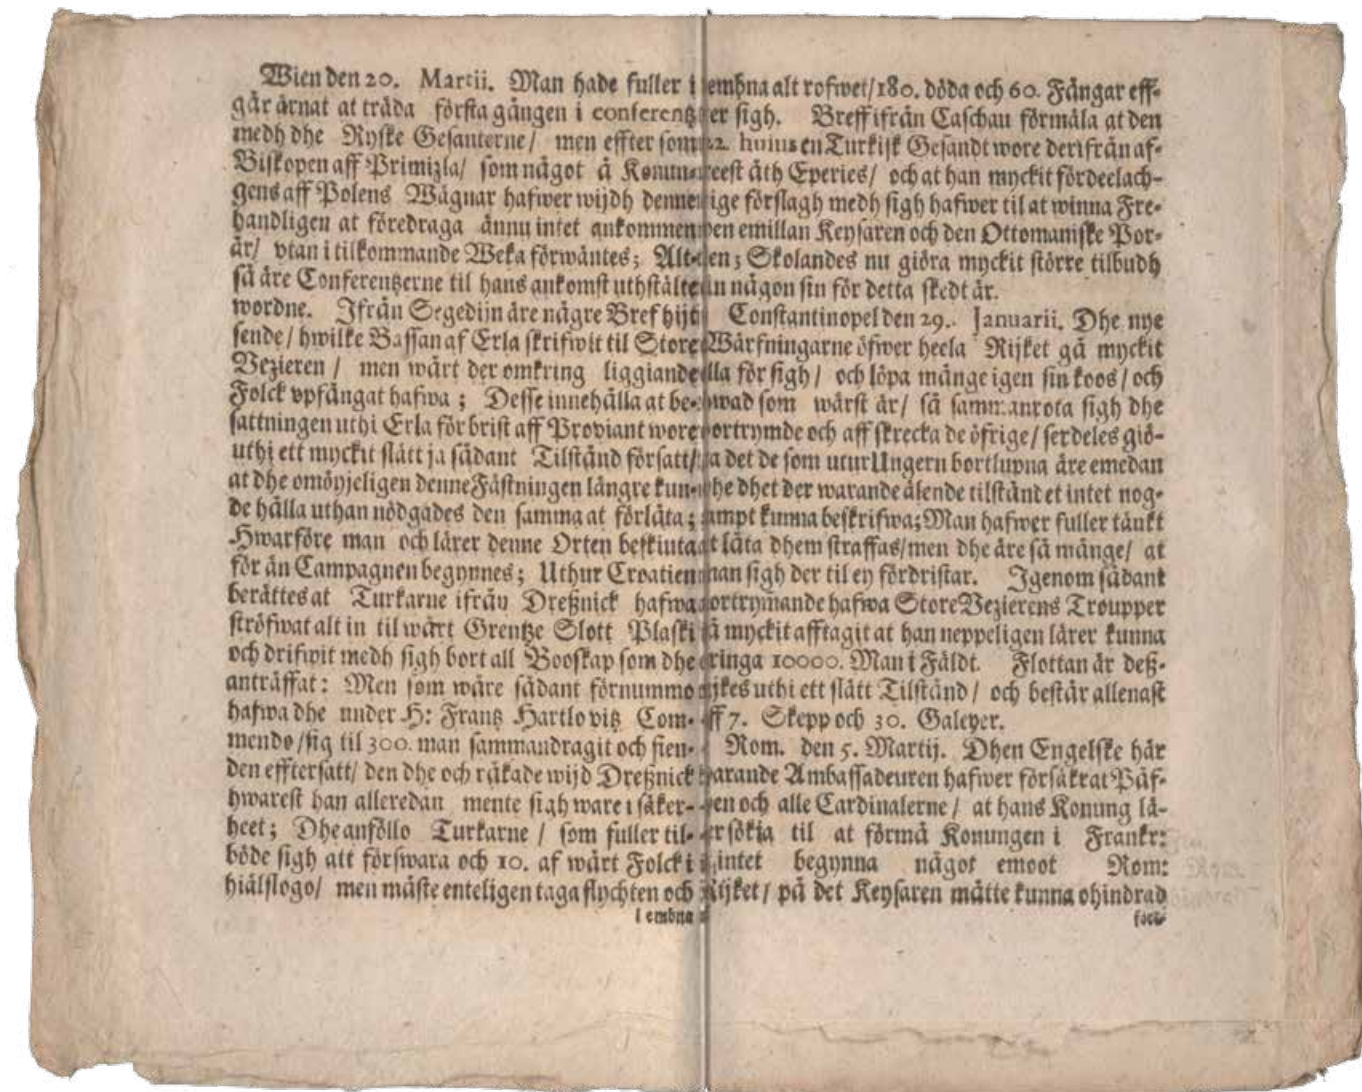 Wien den 20. Martii. Man hade fuller i
går ärnat at träda första gången i conferentz
medh dhe Ryske Gesanterne/ men effter som
Biskopen aff Primizla/ som något å Konun-
gens aff Polens Wägnar hafwer wijdh denne
handligen at föredraga ännu intet ankommen
är/ vtan i tilkommande Weka förwäntes; Alt-
så äre Conferentzerne til hans ankomst uthstälte
wordne. Jfrån Segedijn äre någre Bref hijt
sende/ hwilke Bassan af Erla skrifwit til Store
Vezieren/ men wårt der omkring liggiande
Folck vpfångat hafwa; Desse innehålla at be-
sattningen uthi Erla för brist aff Proviant wore
uthi ett myckit slätt ja sådant Tilstånd försatt/
at dhe omöyjeligen denne Fästningen längre kun-
de hålla uthan nödgades den samma at förläta;
Hwarföre man och lärer denne Orten beskiuta
för än Campagnen begynnes; Uthur Croatien
berättes at Turkarne ifrån Dreßnick hafwa
ströfwat alt in til wårt Grentze Slott Plaski
och drifwit medh sigh bort all Booskap som dhe
anträffat: Men som wåre sådant förnummo
hafwa dhe under H: Frantz Hartlovitz Com-
mendo/ sig til 300. man sammandragit och fien-
den efftersatt/ den dhe och råkade wijd Dreßnick
hwarest han alleredan mente sigh ware i säker-
heet; Dhe anföllo Turkarne/ som fuller til-
böde sigh att förswara och 10. af wårt Folck i
hiälslogo/ men måste enteligen taga flychten och
lembna
lembna alt rofwet/ 180. döda och 60. Fångar eff-
ter sigh. Breff ifrån Caschau förmäla at den
22. huius en Turkisk Gesandt wore derifrån af-
reest åth Eperies/ och at han myckit fördeelach-
tige förslagh medh sigh hafwer til at winna Fre-
den emillan Keysaren och den Ottomaniske Por-
ten; Skolandes nu giöra myckit större tilbudh
än någon sin för detta skedt är.
Constantinopel den 29. Januarii. Dhe nye
Wärfningarne öfwer heela Rijket gå myckit
illa för sigh/ och löpa månge igen sin koos/ och
hwad som wärst är/ så sammanrota sigh dhe
bortrymde och aff skrecka de öfrige/ serdeles giö-
ra det de som utur Ungern bortlupna äre emedan
dhe dhet der warande älende tilståndet intet nog-
sampt kunna beskrifwa; Man hafwer fuller tänkt
at låta dhem straffas/ men dhe äre så månge/ at
man sigh der til ey fördristar. Jgenom sådant
bortrymande hafwa Store Vezierens Troupper
så myckit afftagit at han neppeligen lärer kunna
bringa 10000. Man i Fäldt. Flottan är deß-
lijkes uthi ett slätt Tilstånd/ och består allenast
aff 7. Skepp och 30. Galeyer.
Rom. den 5. Martij. Dhen Engelske här
warande Ambassadeuren hafwer försäkrat Påf-
wen och alle Cardinalerne/ at hans Konung lä-
rer sökia til at förmå Konungen i Frankr:
intet begynna något emoot Rom:
Rijket/ på det Keysaren måtte kunna ohindrad
fort-